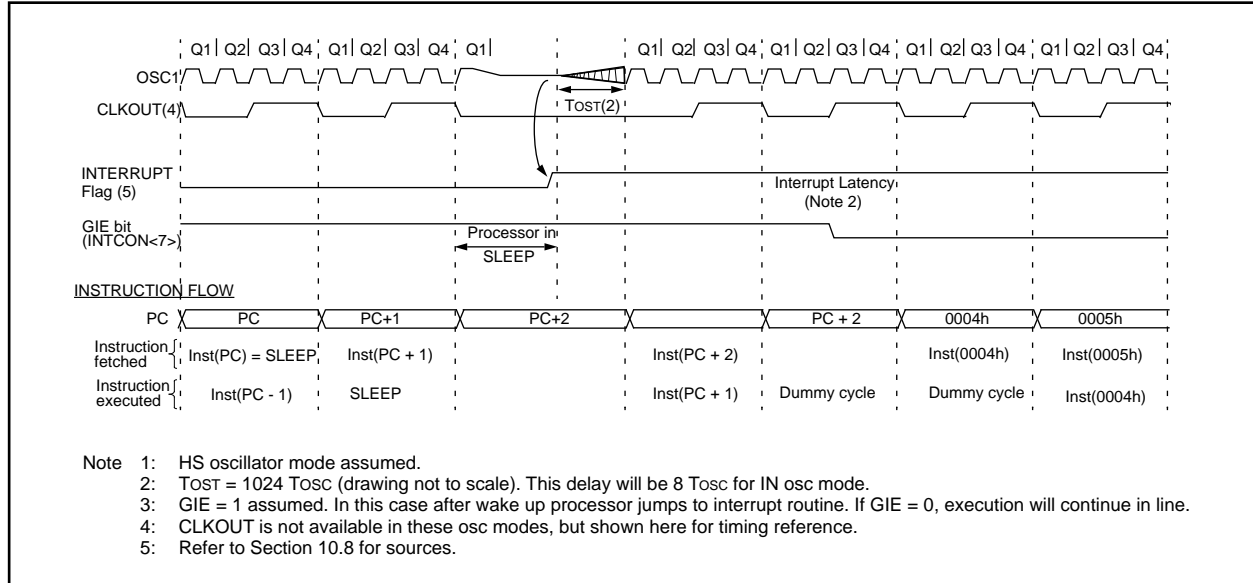 Q1 Q2 Q3 Q4 Q1 Q2 Q3 Q4 Q1 Q1 Q2 Q3 Q4 Q1 Q2 Q3 Q4 Q1 Q2 Q3 Q4 Q1 Q2 Q3 Q4
OSC1
TOST(2)
CLKOUT(4)
INTERRUPT
Flag (5)
Interrupt Latency
(Note 2)
GIE bit
(INTCON<7>)
Processor in
SLEEP
INSTRUCTION FLOW
PC PC PC+1 PC+2 PC + 2 0004h 0005h
Instruction
fetched Inst(PC) = SLEEP Inst(PC + 1) Inst(PC + 2) Inst(0004h) Inst(0005h)
Instruction
executed Inst(PC - 1) SLEEP Inst(PC + 1) Dummy cycle Dummy cycle Inst(0004h)
Note 1: HS oscillator mode assumed.
2: TOST = 1024 TOSC (drawing not to scale). This delay will be 8 TOSC for IN osc mode.
3: GIE = 1 assumed. In this case after wake up processor jumps to interrupt routine. If GIE = 0, execution will continue in line.
4: CLKOUT is not available in these osc modes, but shown here for timing reference.
5: Refer to Section 10.8 for sources.